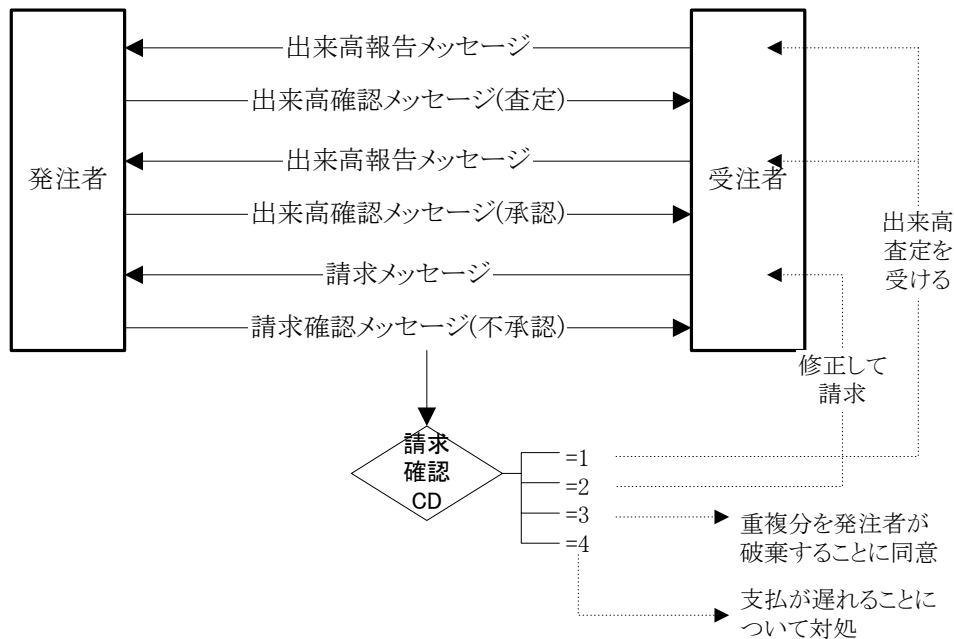 出来高報告メッセージ
出来高確認メッセージ(査定)
出来高報告メッセージ
発注者
受注者
出来高確認メッセージ(承認)
出来高
査定を
受ける
請求メッセージ
請求確認メッセージ(不承認)
修正して
請求
請求
確認
CD
=1
=2
=3
=4
重複分を発注者が
破棄することに同意
支払が遅れることに
ついて対処